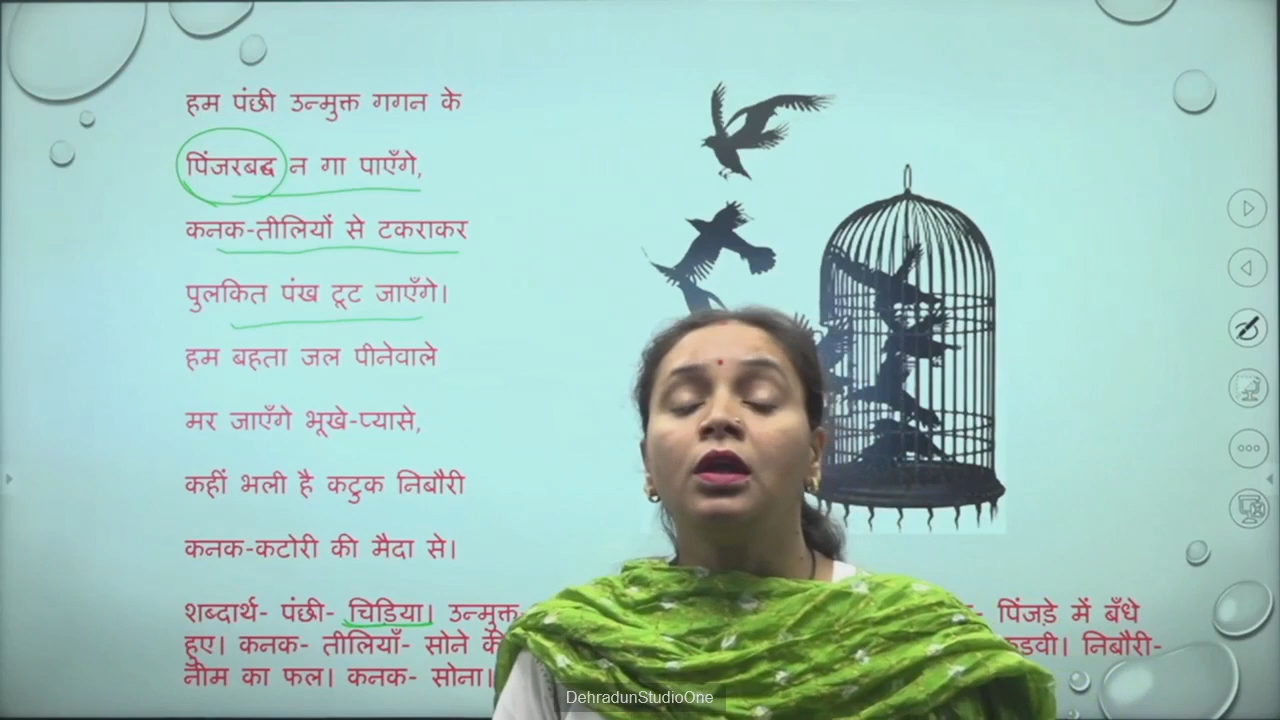 हम पंछी उन्मुक्त गगन के
पिंजरबद्ध न गा पाएँगे,
कनक-तीलियों से टकराकर
पुलकित पंख टूट जाएँगे।
हम बहता जल पीनेवाले
मर जाएँगे भूखे-प्यासे,
कहीं भली है कटुक निबौरी
कनक-कटोरी की मैदा से।
शब्दार्थ- पंछी- चिडिया। उन्मुक्त पिंजड़े में बँधे
हुए। कनक- तीलियाँ- सोने की निबौरी-
नीम का फल। कनक- सोना।
DehradunStudioOne